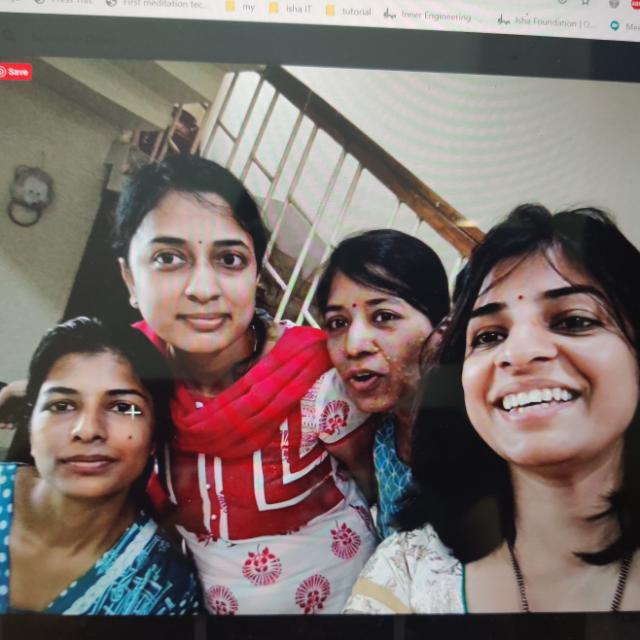 First meditation tec...
my
isha IT
tutorial
Inner Engineering
Isha Foundation | O...
Save